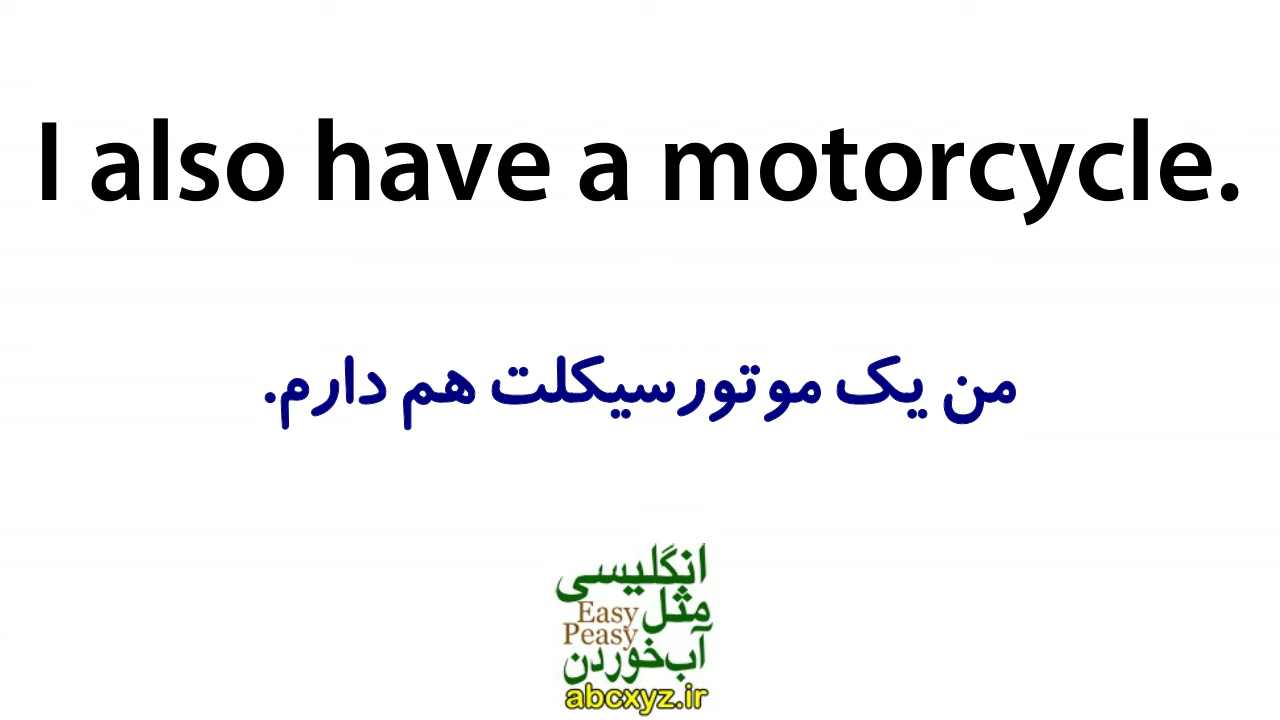 I also have a motorcycle.
من یک موتورسیکلت هم دارم.
انگلیسی
مثل Easy
Peasy
آب‌خوردن
abcxyz.ir